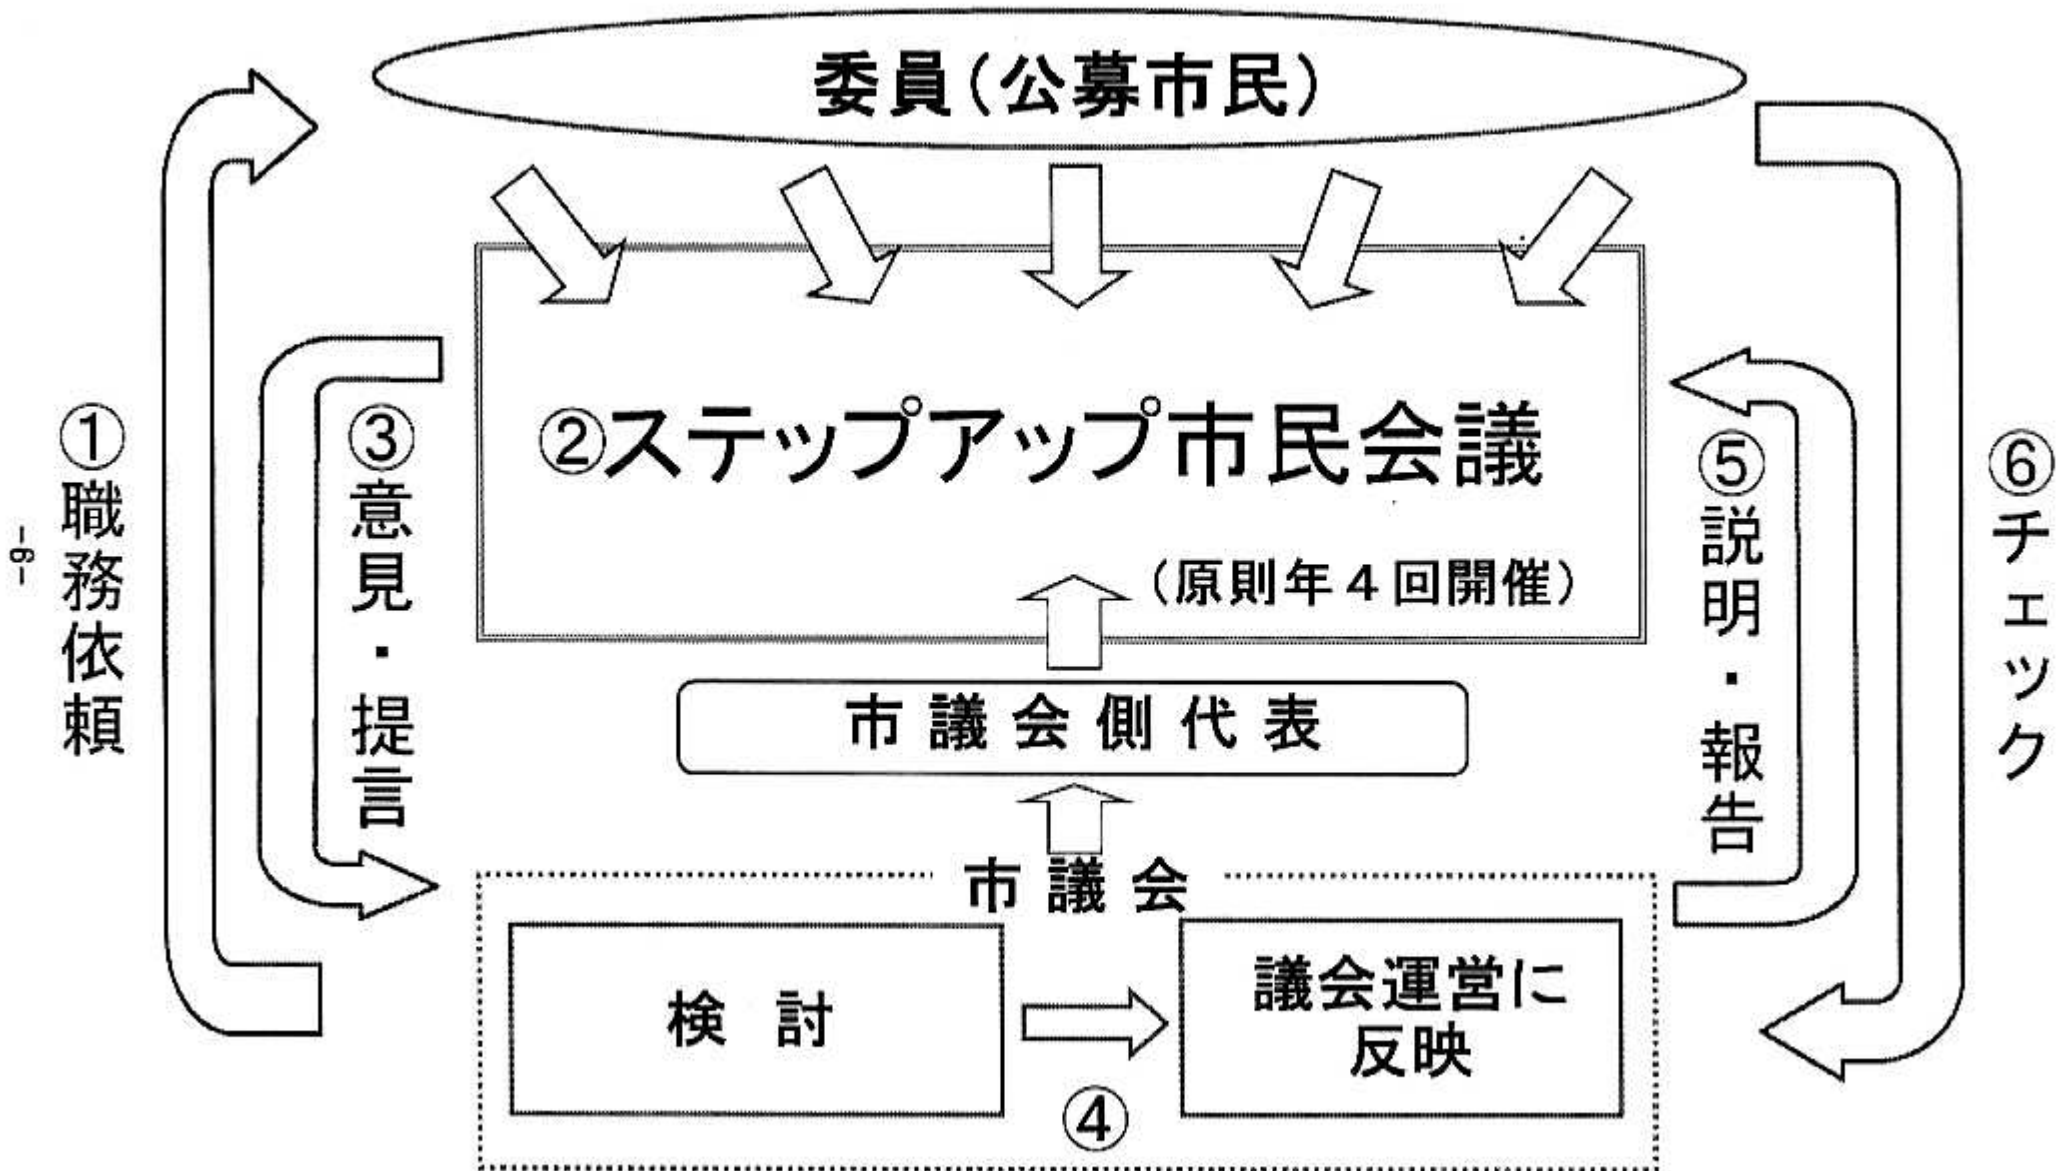 委員(公募市民)
①職務依頼
③意見・提言
②ステップアップ市民会議
(原則年4回開催)
⑤説明・報告
⑥チェック
市議会側代表
市議会
検討
議会運営に
反映
④
-9-